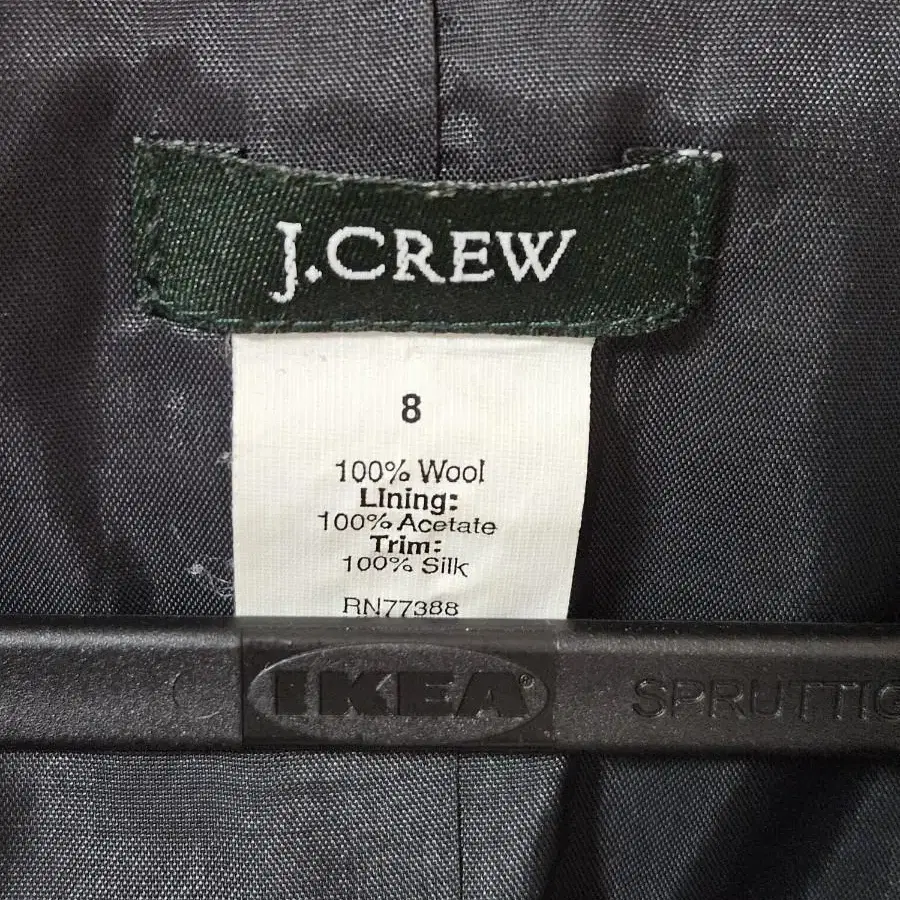 J.CREW
8
100% Wool
Lining:
100% Acetate
Trim:
100% Silk
RN77388
IKEA®
SPRUTTIG